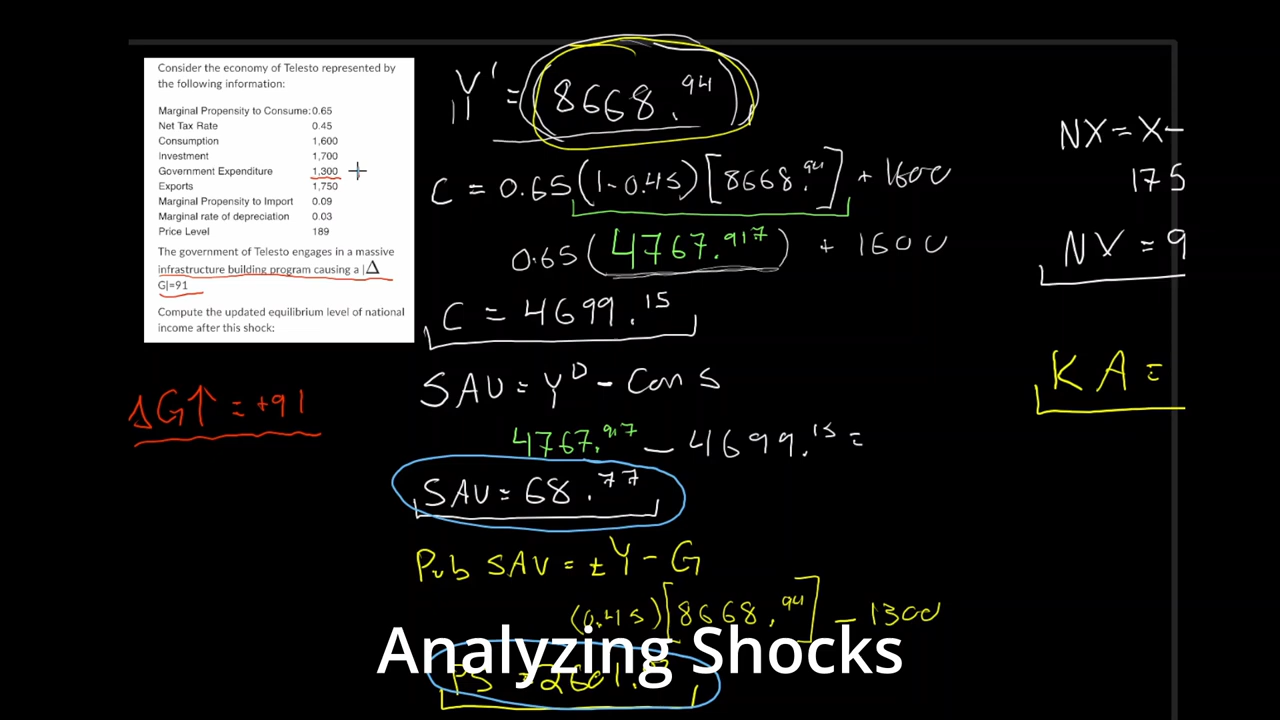 Consider the economy of Telesto represented by
the following information:
Marginal Propensity to Consume: 0.65
Net Tax Rate 0.45
Consumption 1,600
Investment 1,700
Government Expenditure 1,300
Exports 1,750
Marginal Propensity to Import 0.09
Marginal rate of depreciation 0.03
Price Level 189
The government of Telesto engages in a massive
infrastructure building program causing a |Δ
G|=91
Compute the updated equilibrium level of national
income after this shock:
ΔG↑ = +91
Y' = 8668.94
C = 0.65(1-0.45)[8668.94] + 1600
0.65(4767.917) + 1600
C = 4699.15
SAV = Y^D - Cons
4767.917 - 4699.15 =
SAV = 68.77
Pub SAV = tY - G
(0.45)[8668.94] - 1300
NX = X-
175
NX = 9
KA =
Analyzing Shocks